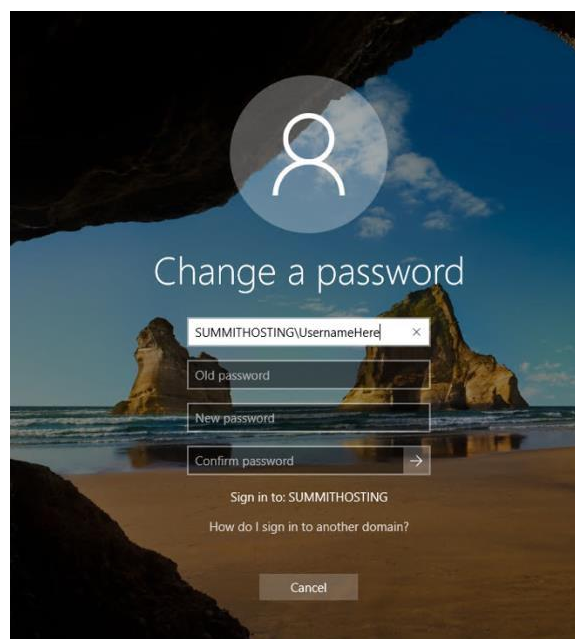 Change a password
SUMMITHOSTING\UsernameHere
Old password
New password
Confirm password
Sign in to: SUMMITHOSTING
How do I sign in to another domain?
Cancel